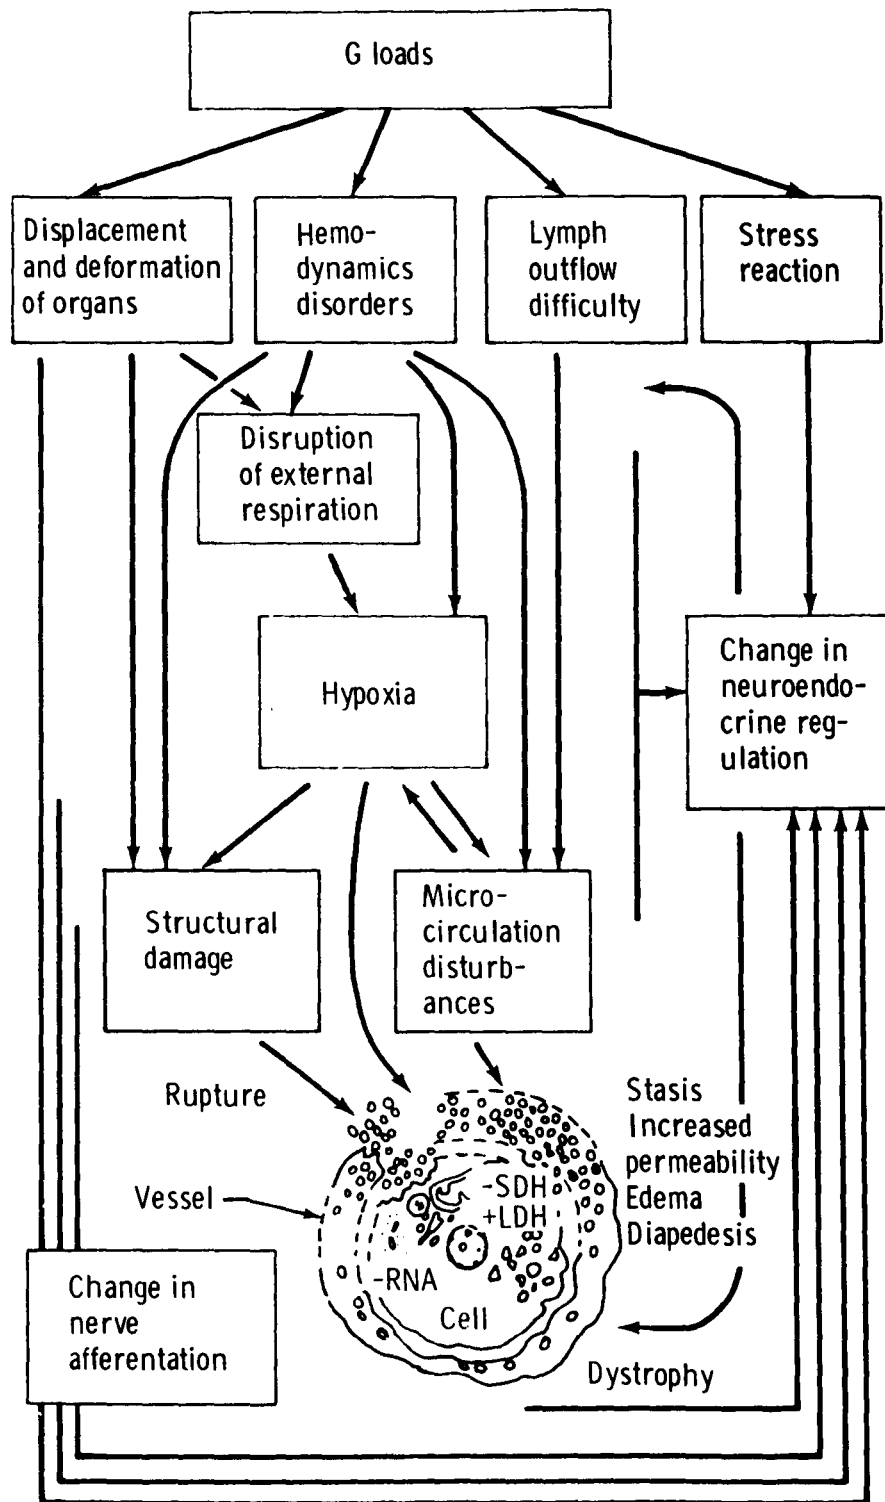 G loads
Displacement
and deformation
of organs
Hemo-
dynamics
disorders
Lymph
outflow
difficulty
Stress
reaction
Disruption
of external
respiration
Hypoxia
Change in
neuroendo-
crine reg-
ulation
Structural
damage
Micro-
circulation
disturb-
ances
Rupture
Stasis
Increased
permeability
Edema
Diapedesis
Vessel
-SDH
+LDH
-RNA
Cell
Change in
nerve
afferentation
Dystrophy